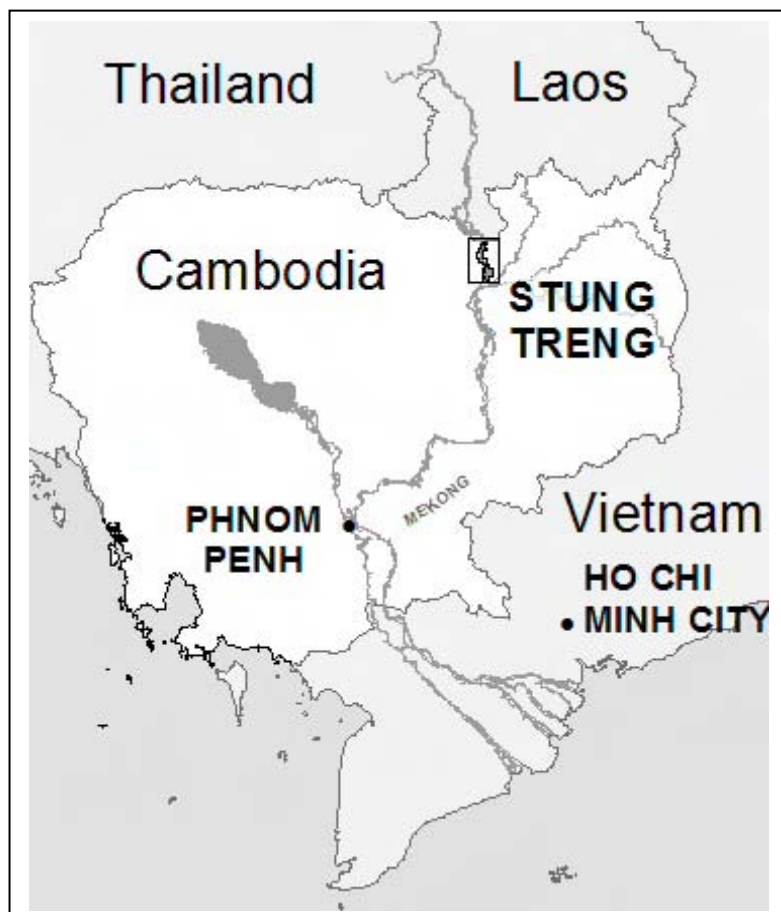 Thailand
Laos
Cambodia
STUNG
TRENG
MEKONG
PHNOM
PENH
Vietnam
HO CHI
MINH CITY